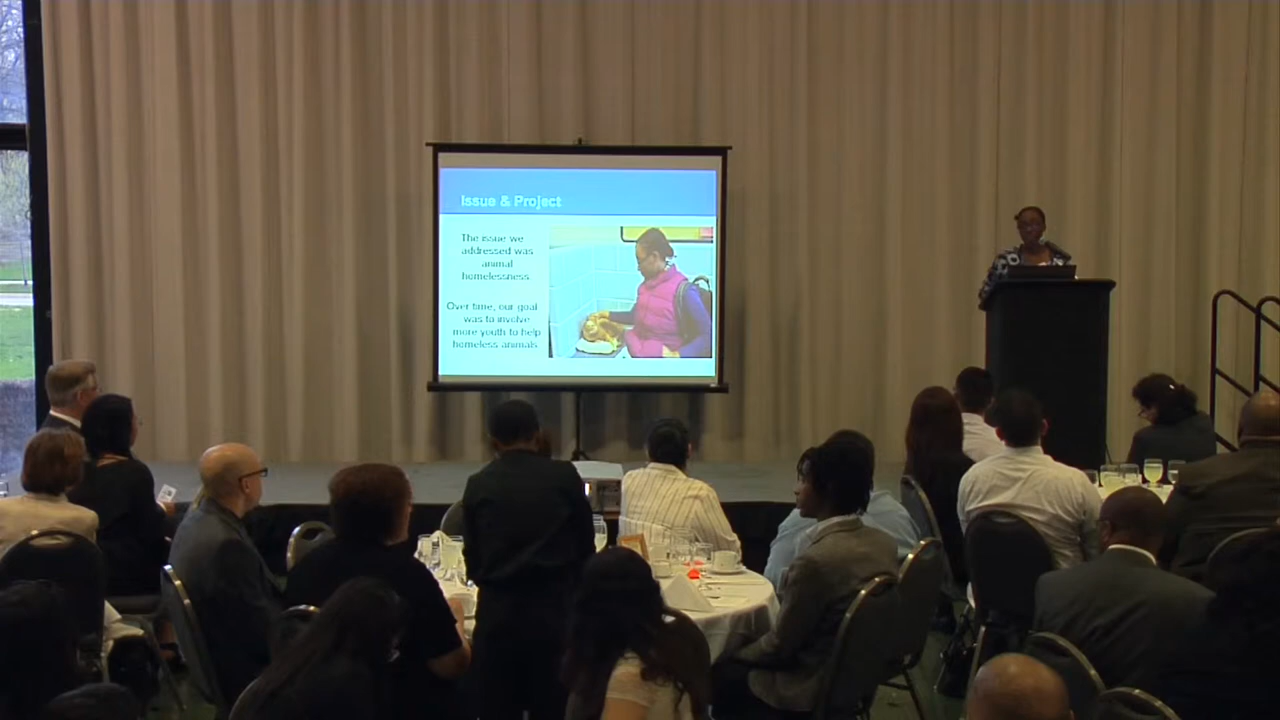 Issue & Project
The issue we
addressed was
animal
homelessness
Over time, our goal
was to involve
more youth to help
homeless animals